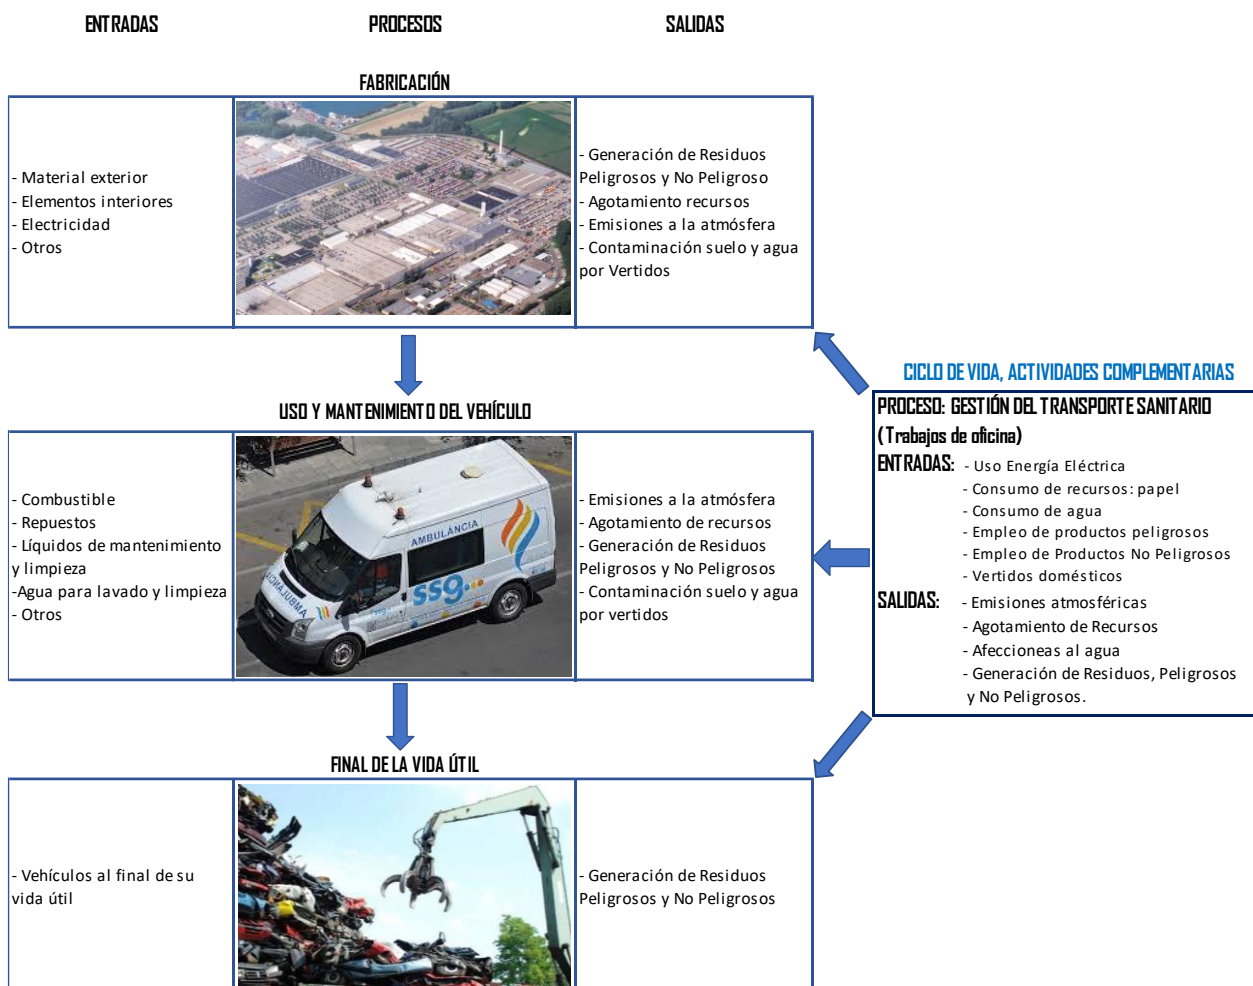 ENTRADAS
PROCESOS
SALIDAS
FABRICACIÓN
- Material exterior
- Elementos interiores
- Electricidad
- Otros
- Generación de Residuos
Peligrosos y No Peligroso
- Agotamiento recursos
- Emisiones a la atmósfera
- Contaminación suelo y agua
por Vertidos
USO Y MANTENIMIENTO DEL VEHÍCULO
- Combustible
- Repuestos
- Líquidos de mantenimiento
y limpieza
-Agua para lavado y limpieza
- Otros
AMBULÀNCIA
ssg
AMBULÀNCIA
- Emisiones a la atmósfera
- Agotamiento de recursos
- Generación de Residuos
Peligrosos y No Peligrosos
- Contaminación suelo y agua
por vertidos
FINAL DE LA VIDA ÚTIL
- Vehículos al final de su
vida útil
- Generación de Residuos
Peligrosos y No Peligrosos
CICLO DE VIDA, ACTIVIDADES COMPLEMENTARIAS
PROCESO: GESTIÓN DEL TRANSPORTE SANITARIO
(Trabajos de oficina)
ENTRADAS: - Uso Energía Eléctrica
- Consumo de recursos: papel
- Consumo de agua
- Empleo de productos peligrosos
- Empleo de Productos No Peligrosos
- Vertidos domésticos
SALIDAS: - Emisiones atmosféricas
- Agotamiento de Recursos
- Afeccioneas al agua
- Generación de Residuos, Peligrosos
y No Peligrosos.